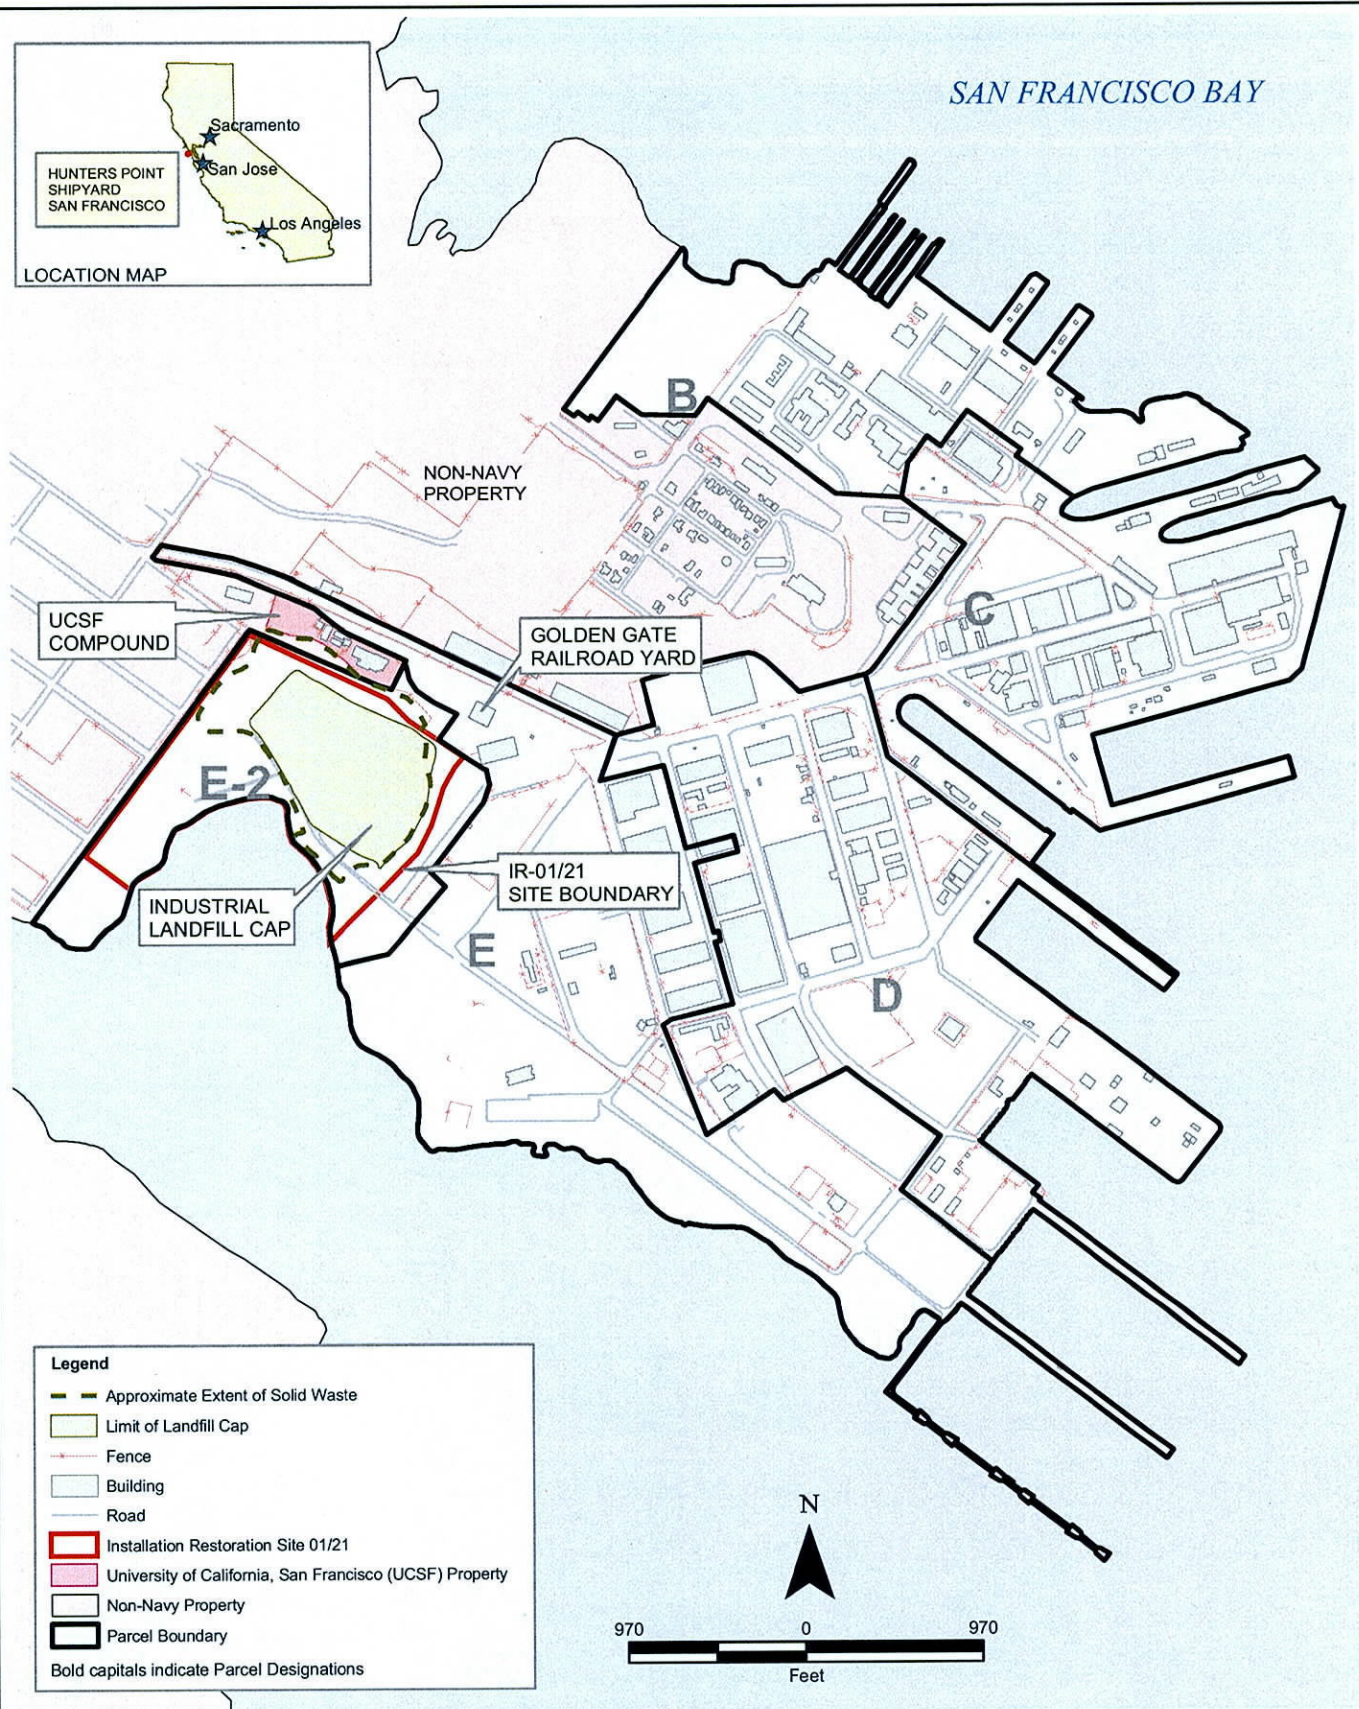 SAN FRANCISCO BAY
Sacramento
San Jose
Los Angeles
HUNTERS POINT
SHIPYARD
SAN FRANCISCO
LOCATION MAP
B
NON-NAVY
PROPERTY
C
UCSF
COMPOUND
GOLDEN GATE
RAILROAD YARD
E-2
IR-01/21
SITE BOUNDARY
INDUSTRIAL
LANDFILL CAP
E
D
Legend
Approximate Extent of Solid Waste
Limit of Landfill Cap
Fence
Building
Road
Installation Restoration Site 01/21
University of California, San Francisco (UCSF) Property
Non-Navy Property
Parcel Boundary
Bold capitals indicate Parcel Designations
N
970 0 970
Feet